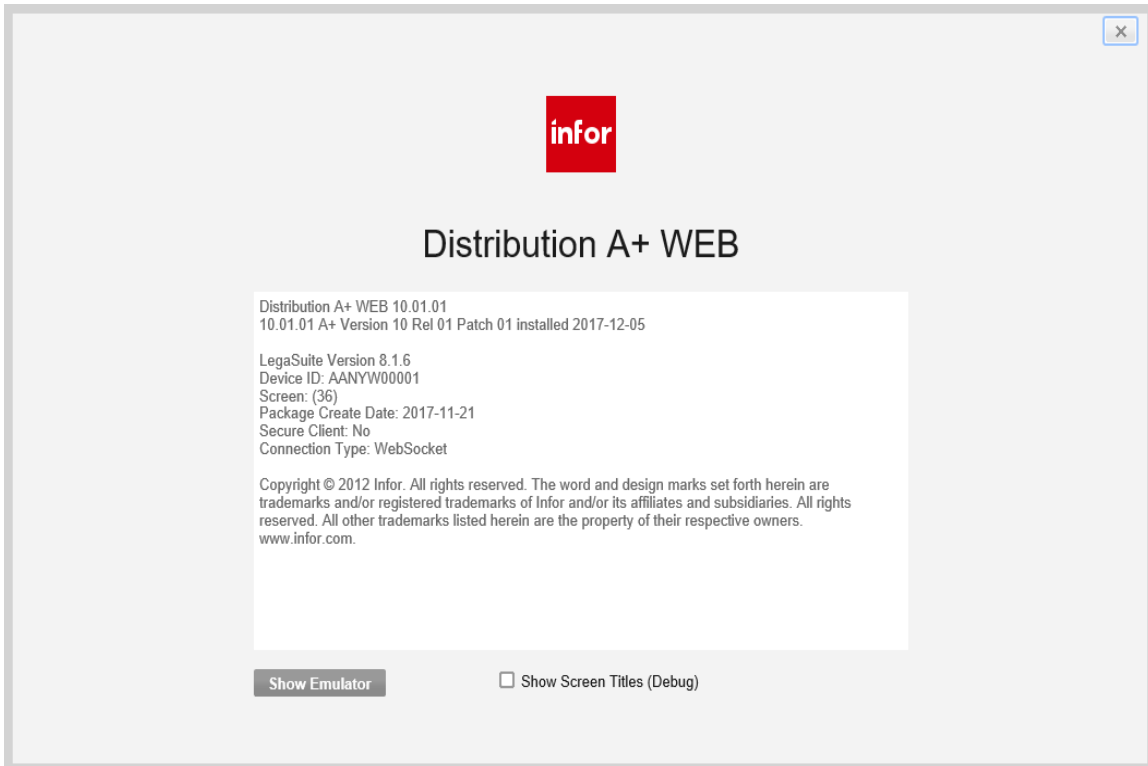 ×
infor
Distribution A+ WEB
Distribution A+ WEB 10.01.01
10.01.01 A+ Version 10 Rel 01 Patch 01 installed 2017-12-05
LegaSuite Version 8.1.6
Device ID: AANYW00001
Screen: (36)
Package Create Date: 2017-11-21
Secure Client: No
Connection Type: WebSocket
Copyright © 2012 Infor. All rights reserved. The word and design marks set forth herein are
trademarks and/or registered trademarks of Infor and/or its affiliates and subsidiaries. All rights
reserved. All other trademarks listed herein are the property of their respective owners.
www.infor.com.
Show Emulator
Show Screen Titles (Debug)